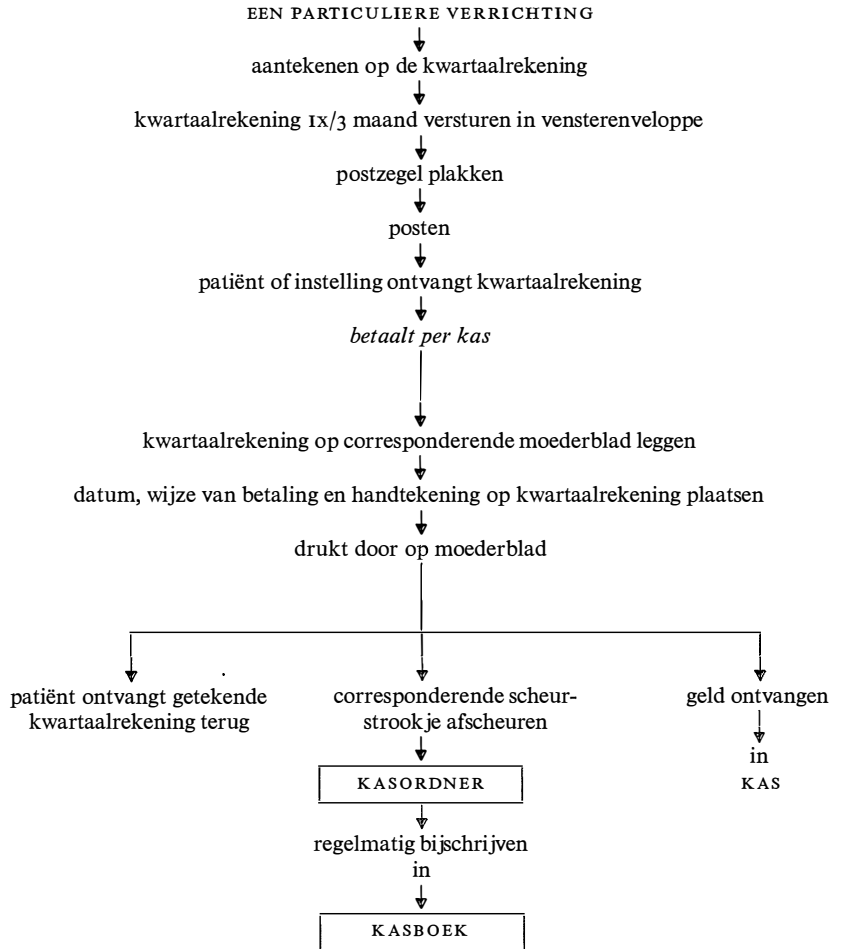 EEN PARTICULIERE VERRICHTING
aantekenen op de kwartaalrekening
kwartaalrekening 1x/3 maand versturen in vensterenveloppe
postzegel plakken
posten
patiënt of instelling ontvangt kwartaalrekening
betaalt per kas
kwartaalrekening op corresponderende moederblad leggen
datum, wijze van betaling en handtekening op kwartaalrekening plaatsen
drukt door op moederblad
patiënt ontvangt getekende
kwartaalrekening terug
corresponderende scheur-
strookje afscheuren
KASORDNER
regelmatig bijschrijven
in
KASBOEK
geld ontvangen
in
KAS